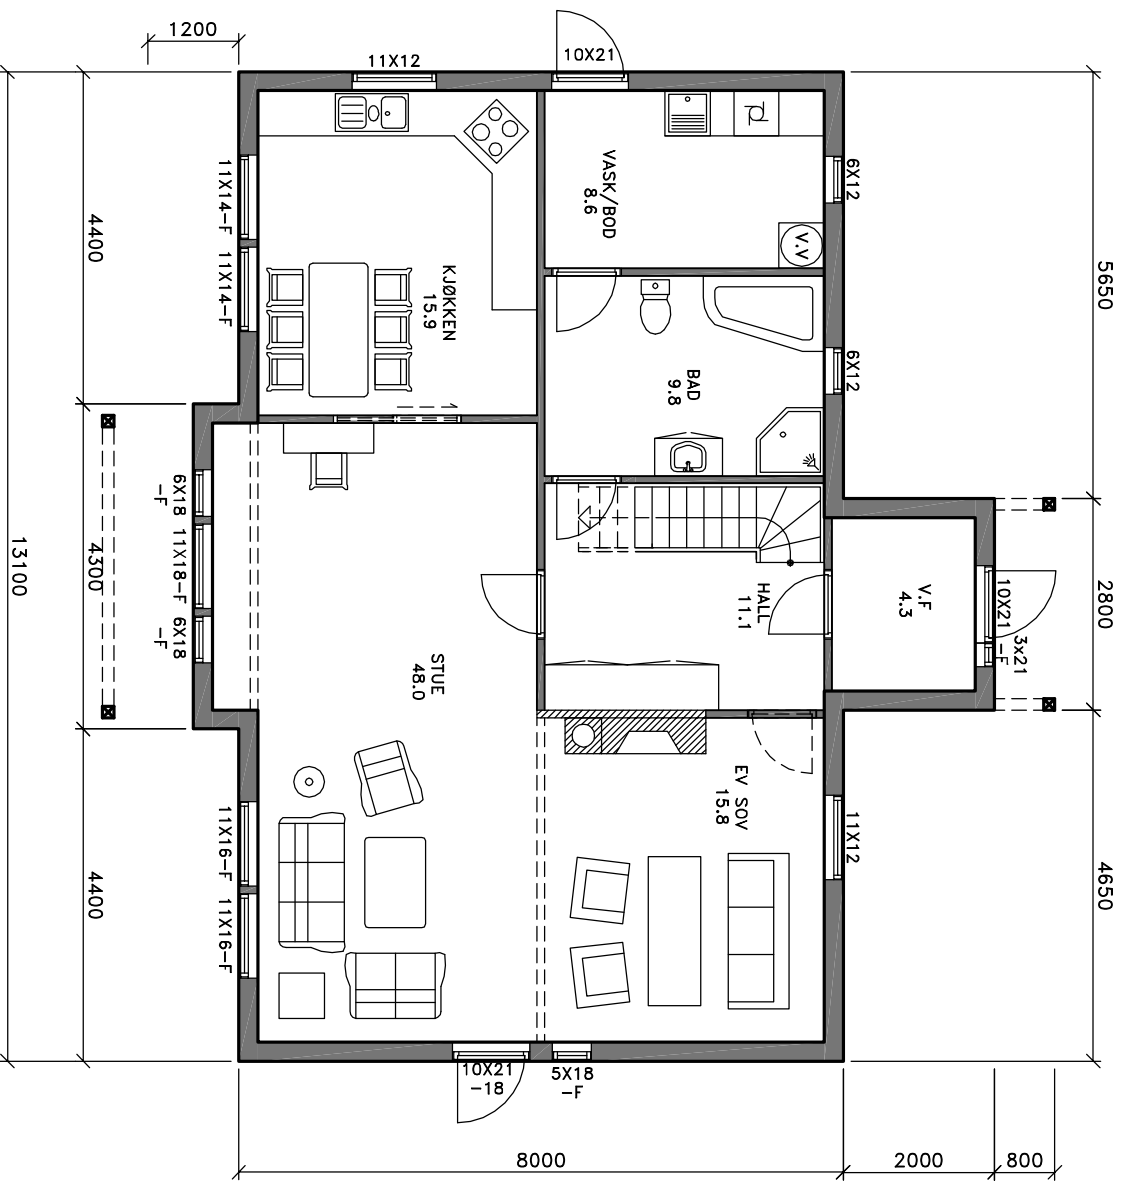 1200
11X12
10X21
11X14-F
11X14-F
4400
KJØKKEN
15.9
VASK/BOD
8.6
V.V
6X12
5650
BAD
9.8
6X12
6X18
-F
11X18-F
6X18
-F
4300
13100
HALL
11.1
V.F
4.3
10X21
3x21
-F
2800
STUE
48.0
EV SOV
15.8
11X12
11X16-F
11X16-F
4400
4650
10X21
-18
5X18
-F
8000
2000
800